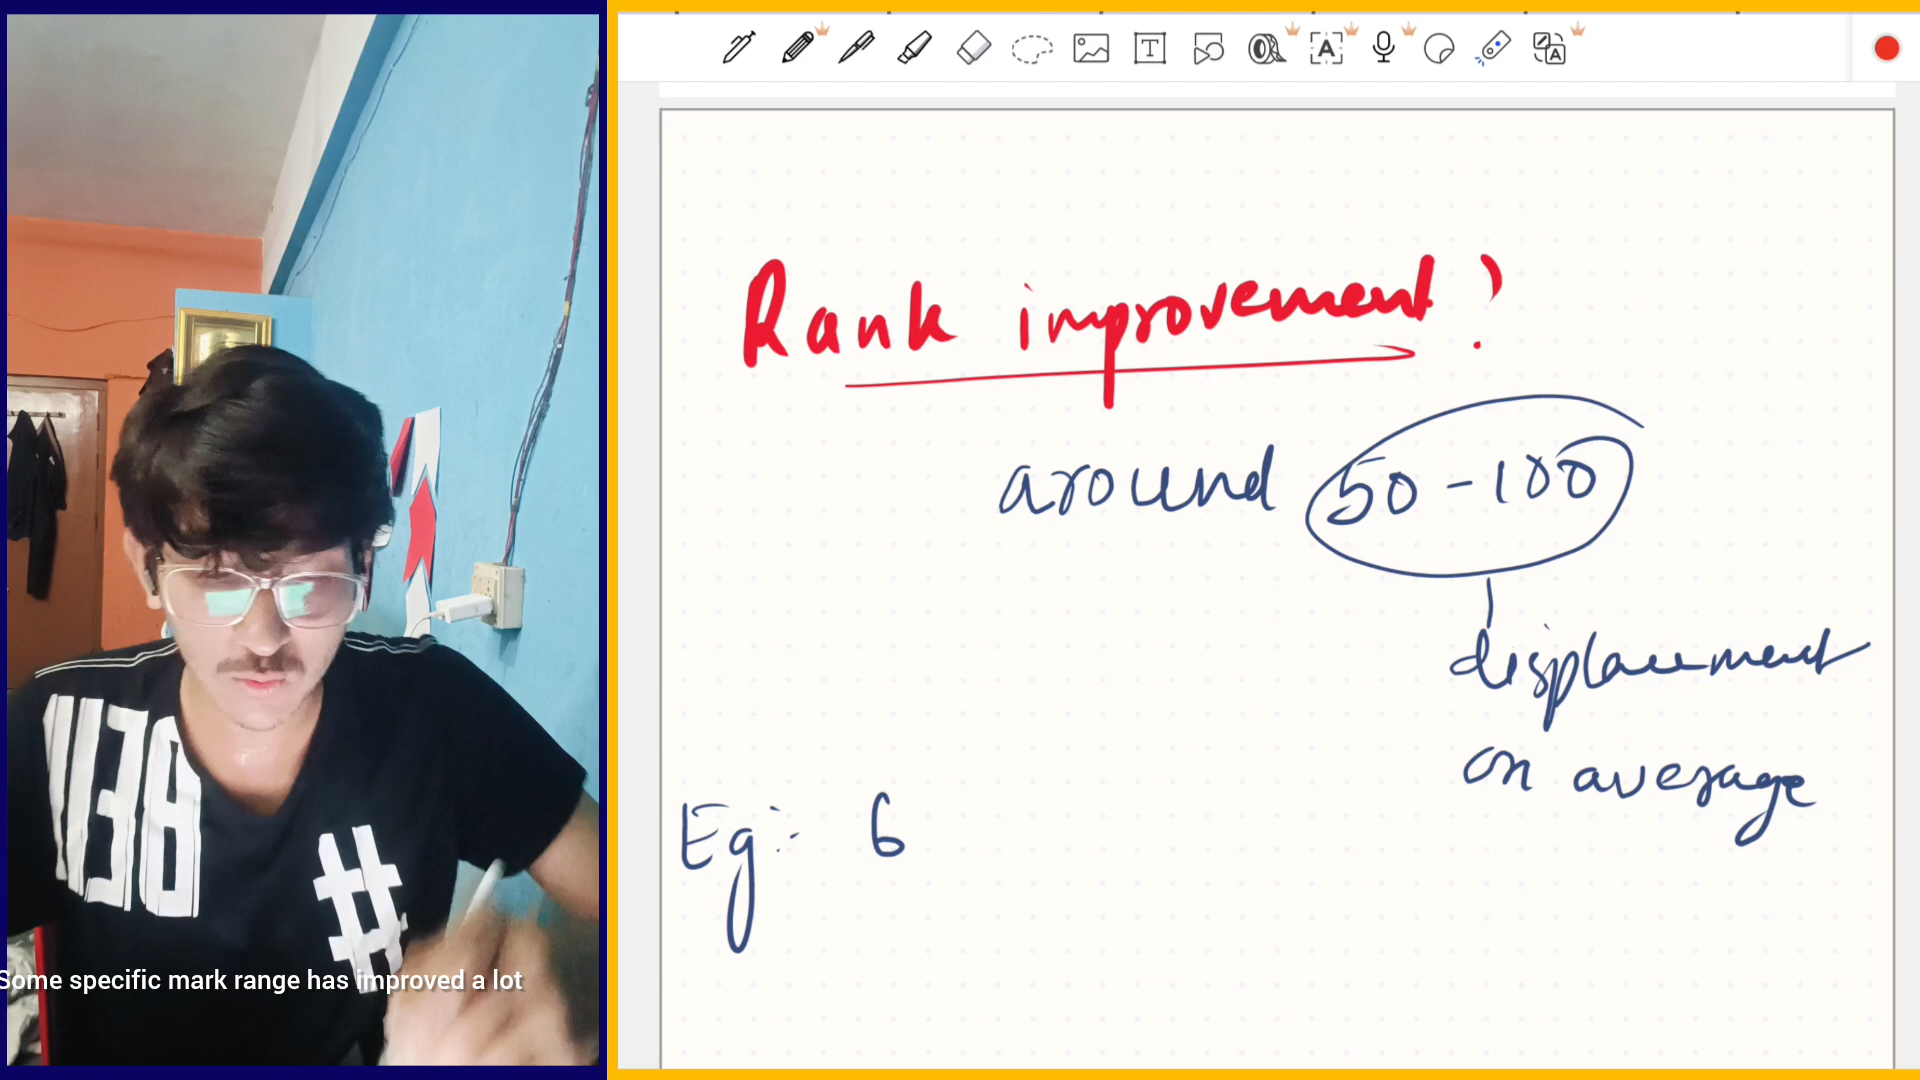 Rank improvement ?
around 50-100
displacement
on average
Eg:- 6
Some specific mark range has improved a lot
#